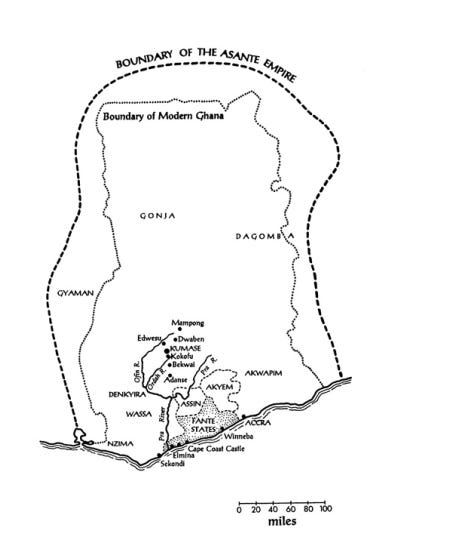 BOUNDARY OF THE ASANTE EMPIRE
Boundary of Modern Ghana
GONJA
DAGOMBA
GYAMAN
Mampong
Edwesu
Dwaben
KUMASE
Kokofu
Bekwai
Ofin R.
Oldah R.
Adanse
Pra R.
AKWAPIM
AKYEM
DENKYIRA
ASSIN
WASSA
Pra River
FANTE
STATES
ACCRA
Winneba
NZIMA
Cape Coast Castle
Elmina
Sekondi
0 20 40 60 80 100
miles